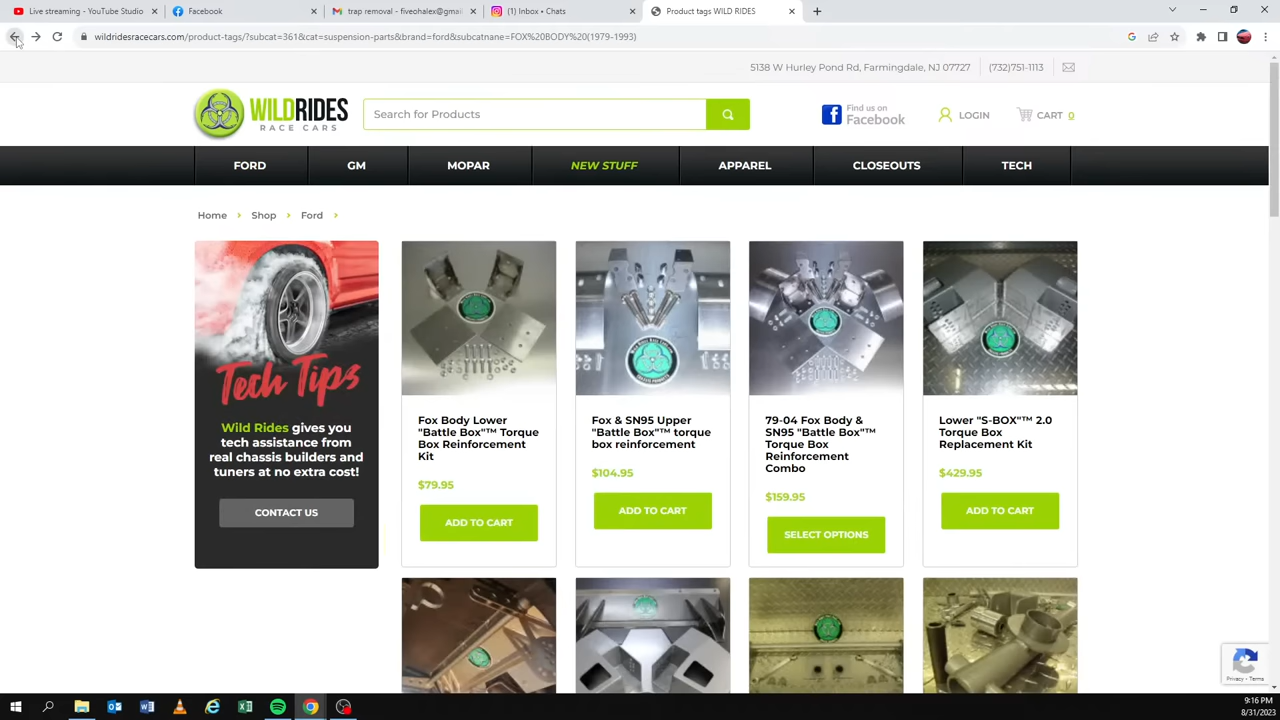 Live streaming - YouTube Studio
Facebook
trap removal - fiveohalex@gmai
(1) Inbox • Chats
Product tags WILD RIDES
wildridesracecars.com/product-tags/?subcat=361&cat=suspension-parts&brand=ford&subcatnane=FOX%20BODY%20(1979-1993)
5138 W Hurley Pond Rd, Farmingdale, NJ 07727
(732)751-1113
WILDRIDES
RACE CARS
Search for Products
Find us on
Facebook
LOGIN
CART 0
FORD
GM
MOPAR
NEW STUFF
APPAREL
CLOSEOUTS
TECH
Home > Shop > Ford >
Tech Tips
Wild Rides gives you
tech assistance from
real chassis builders and
tuners at no extra cost!
CONTACT US
Fox Body Lower
"Battle Box"™ Torque
Box Reinforcement
Kit
$79.95
ADD TO CART
Fox & SN95 Upper
"Battle Box"™ torque
box reinforcement
$104.95
ADD TO CART
79-04 Fox Body &
SN95 "Battle Box"™
Torque Box
Reinforcement
Combo
$159.95
SELECT OPTIONS
Lower "S-BOX"™ 2.0
Torque Box
Replacement Kit
$429.95
ADD TO CART
Privacy - Terms
9:16 PM
8/31/2023